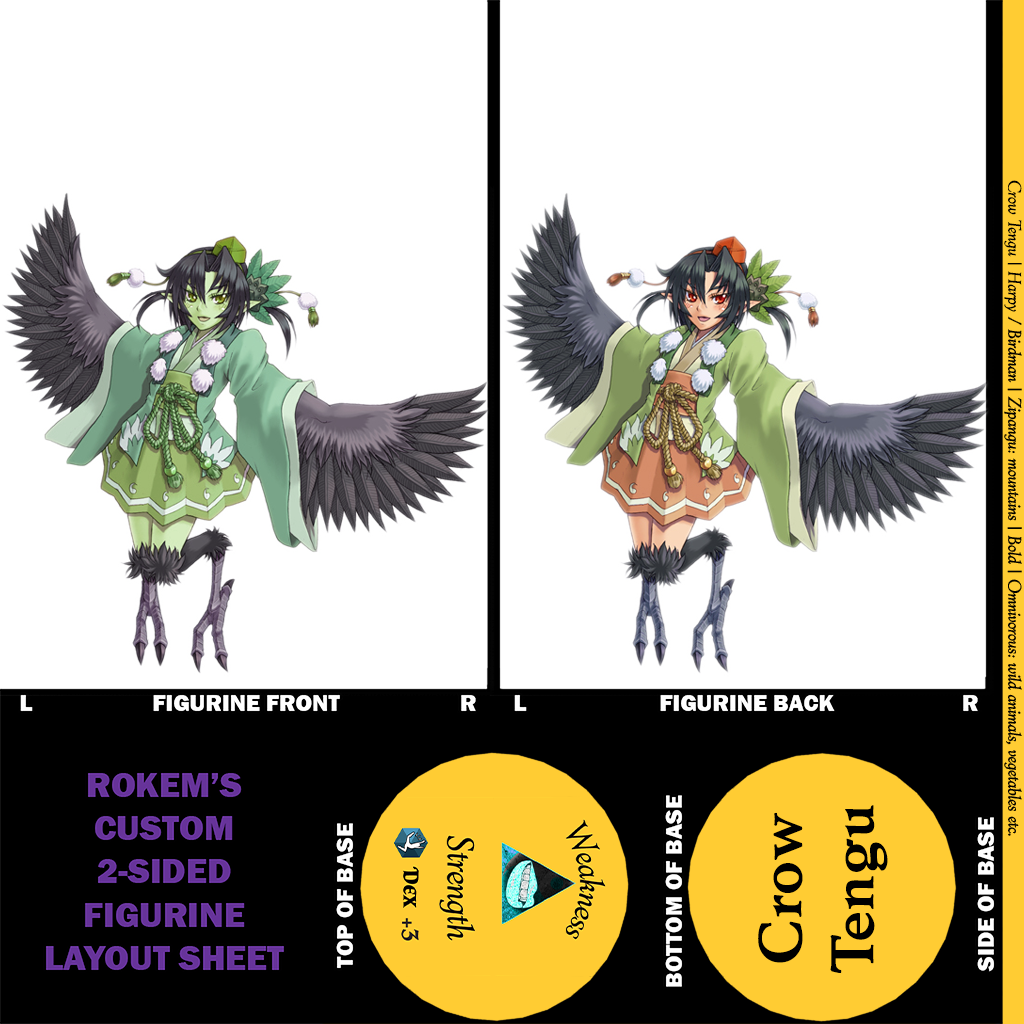 L
FIGURINE FRONT
R
L
FIGURINE BACK
R
Crow Tengu | Harpy / Birdman | Zipangu: mountains | Bold | Omnivorous: wild animals, vegetables etc.
ROKEM'S
CUSTOM
2-SIDED
FIGURINE
LAYOUT SHEET
TOP OF BASE
Weakness
Strength
DEX +3
BOTTOM OF BASE
Crow
Tengu
SIDE OF BASE